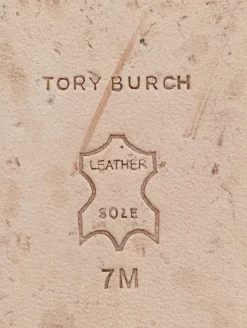 TORY BURCH
LEATHER
SOLE
7M